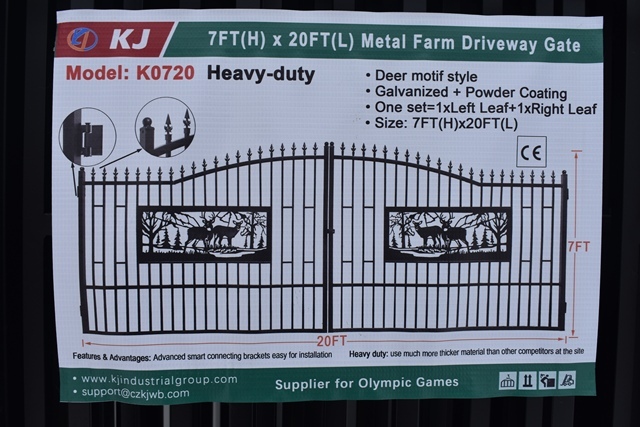 KJ 7FT(H) x 20FT(L) Metal Farm Driveway Gate
Model: K0720 Heavy-duty
• Deer motif style
• Galvanized + Powder Coating
• One set=1xLeft Leaf+1xRight Leaf
• Size: 7FT(H)x20FT(L)
CE
7FT
20FT
Features & Advantages: Advanced smart connecting brackets easy for installation Heavy duty: use much more thicker material than other competitors at the site
• www.kjindustrialgroup.com
• support@czkjwb.com
Supplier for Olympic Games